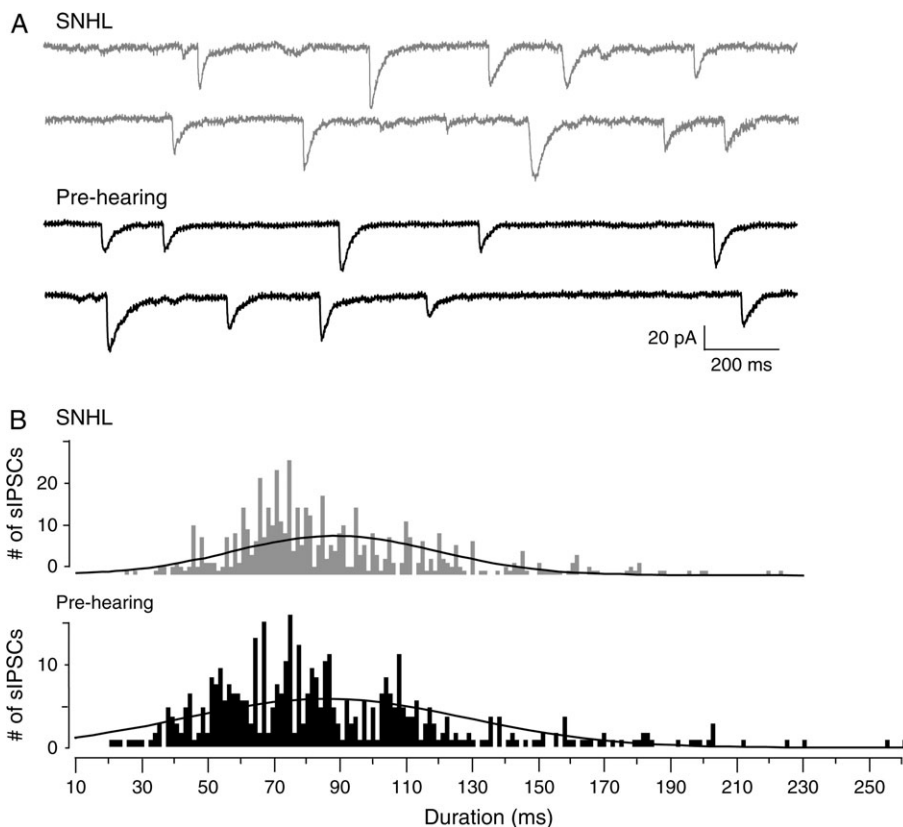 A
SNHL
Pre-hearing
20 pA
200 ms
B
SNHL
# of sIPSCs
20
10
0
Pre-hearing
# of sIPSCs
10
0
10 30 50 70 90 110 130 150 170 190 210 230 250
Duration (ms)